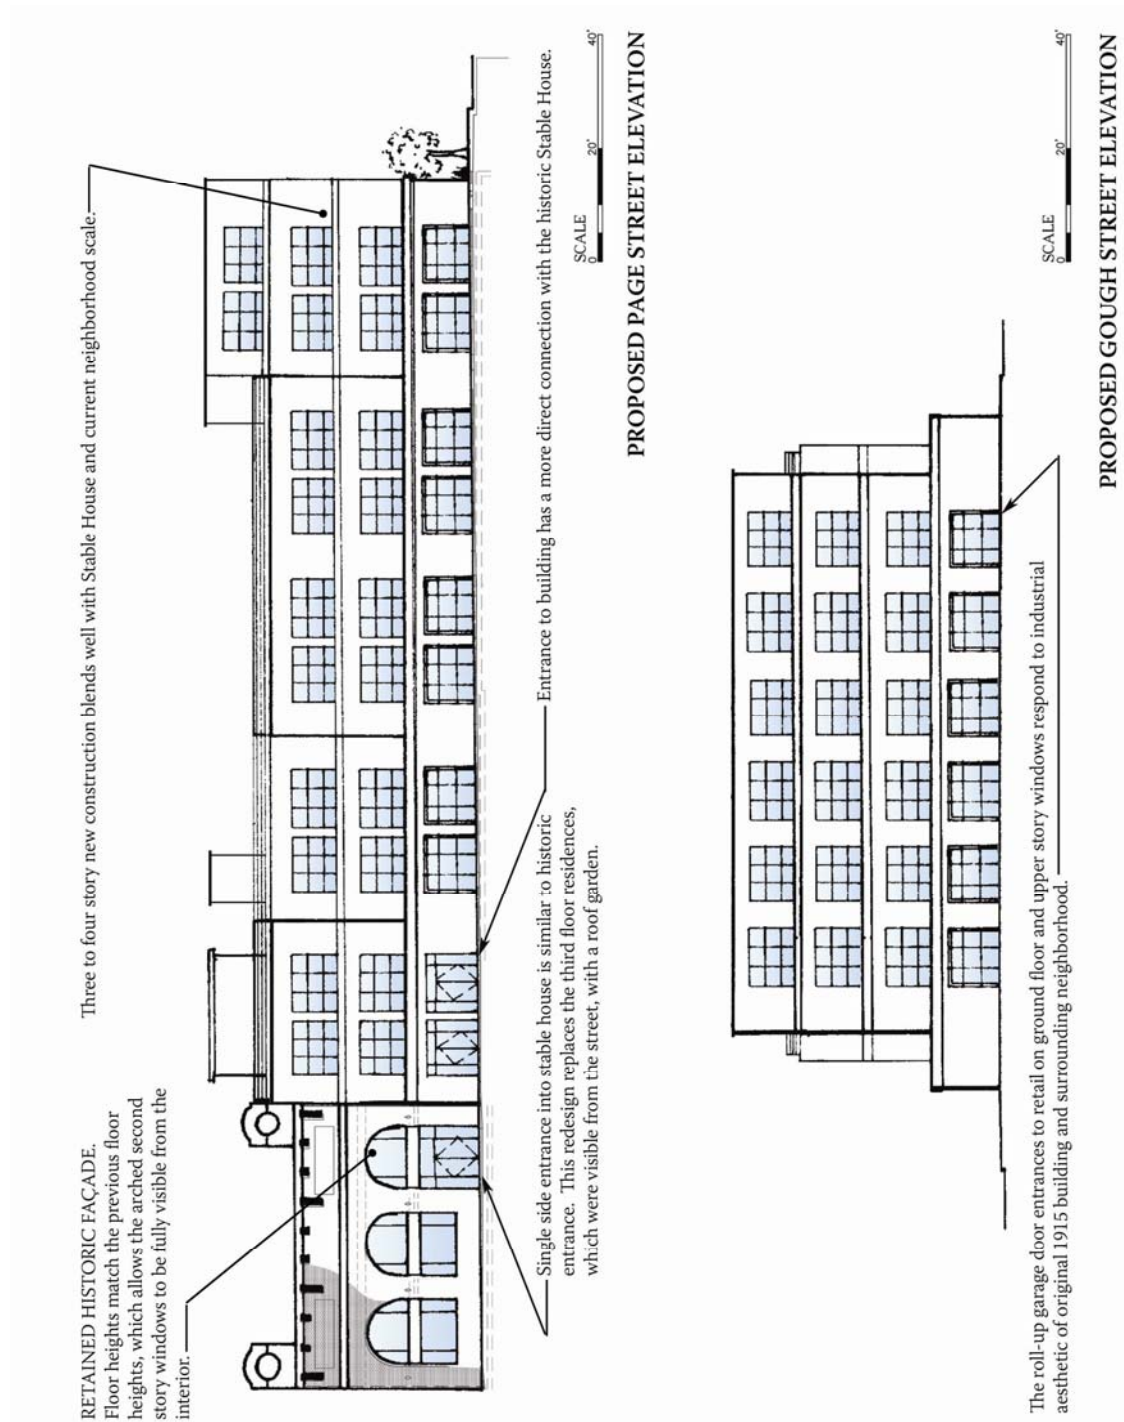 Three to four story new construction blends well with Stable House and current neighborhood scale.
RETAINED HISTORIC FAÇADE.
Floor heights match the previous floor
heights, which allows the arched second
story windows to be fully visible from the
interior.
Entrance to building has a more direct connection with the historic Stable House.
Single side entrance into stable house is similar :o historic
entrance. This redesign replaces the third floor residences,
which were visible from the street, with a roof garden.
SCALE
0 20' 40'
PROPOSED PAGE STREET ELEVATION
The roll-up garage door entrances to retail on ground floor and upper story windows respond to industrial
aesthetic of original 1915 building and surrounding neighborhood.
SCALE
0 20' 40'
PROPOSED GOUGH STREET ELEVATION